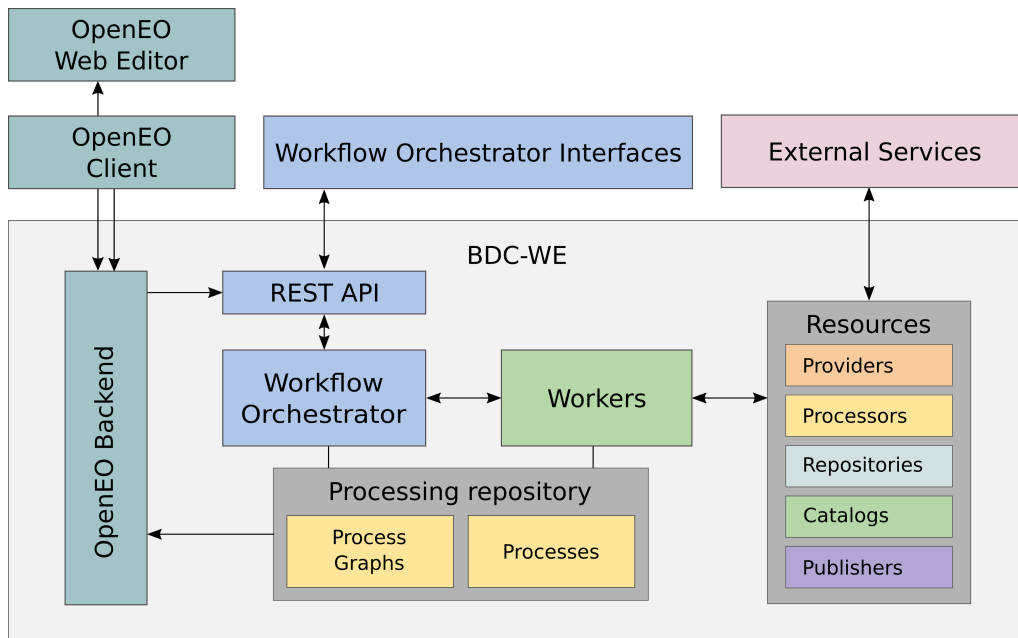 OpenEO
Web Editor
OpenEO
Client
Workflow Orchestrator Interfaces
External Services
BDC-WE
OpenEO Backend
REST API
Workflow
Orchestrator
Workers
Resources
Providers
Processors
Repositories
Catalogs
Publishers
Processing repository
Process
Graphs
Processes